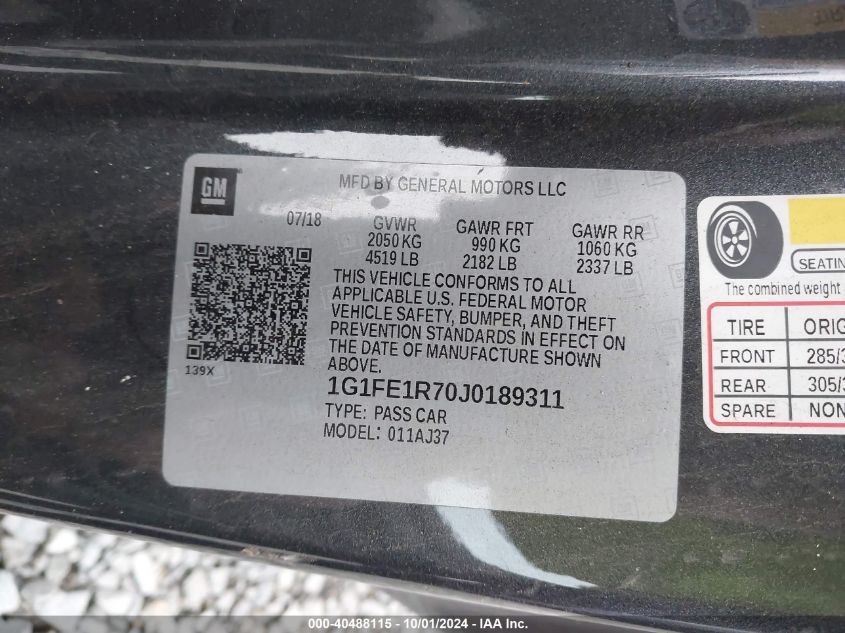 GM
MFD BY GENERAL MOTORS LLC
07/18
GVWR
2050 KG
4519 LB
GAWR FRT
990 KG
2182 LB
GAWR RR
1060 KG
2337 LB
THIS VEHICLE CONFORMS TO ALL
APPLICABLE U.S. FEDERAL MOTOR
VEHICLE SAFETY, BUMPER, AND THEFT
PREVENTION STANDARDS IN EFFECT ON
THE DATE OF MANUFACTURE SHOWN
ABOVE.
139X
1G1FE1R70J0189311
TYPE: PASS CAR
MODEL: 011AJ37
SEATIN
The combined weight
TIRE ORIG
FRONT 285/3
REAR 305/3
SPARE NON
000-40488115 - 10/01/2024 - IAA Inc.